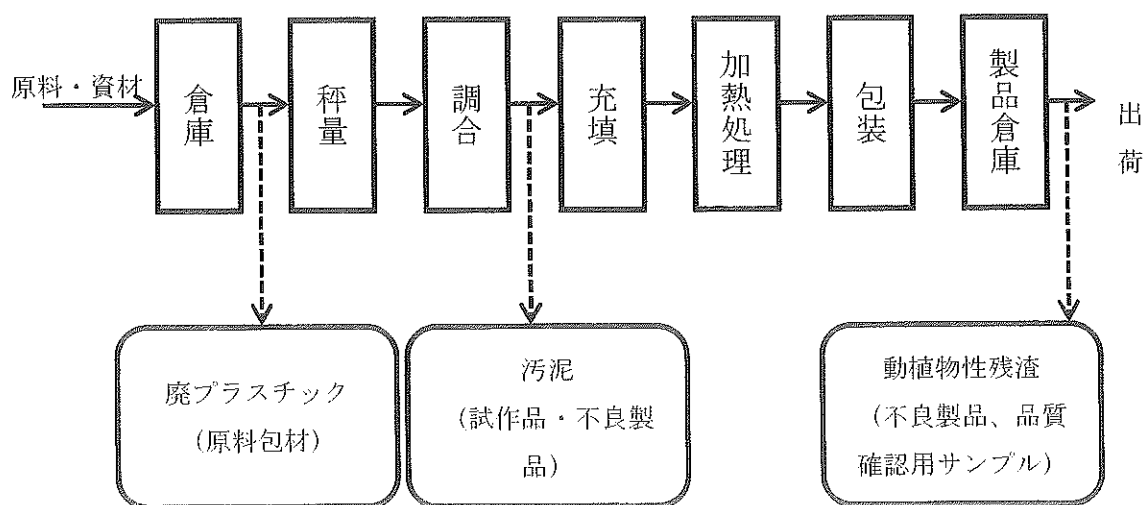 原料・資材
倉庫
秤量
調合
充填
加熱処理
包装
製品倉庫
出荷
廃プラスチック
(原料包材)
汚泥
(試作品・不良製
品)
動植物性残渣
(不良製品、品質
確認用サンプル)